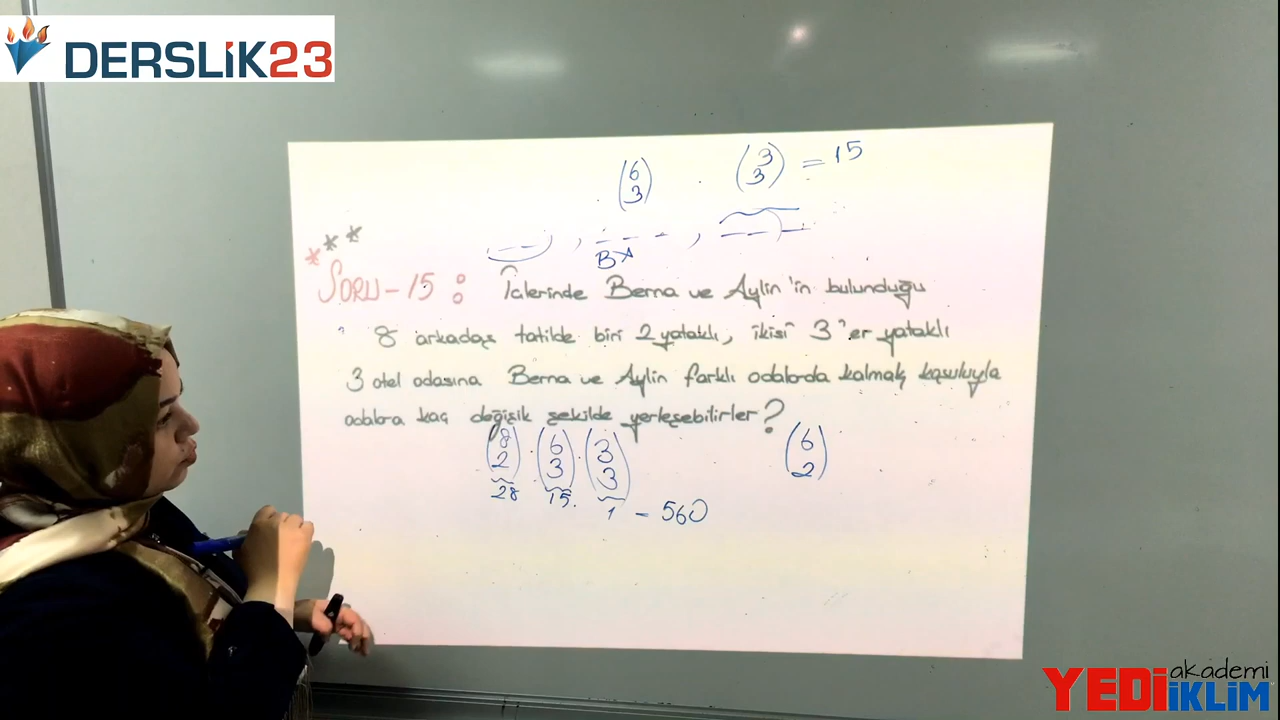 DERSLİK23
(6 3) . (3 3) = 15
, B A ,
SORU-15: İçlerinde Berna ve Aylin'in bulunduğu
8 arkadaş tatilde biri 2 yataklı, ikisi 3'er yataklı
3 otel odasına Berna ve Aylin farklı odalarda kalmak koşuluyla
odalara kaç değişik şekilde yerleşebilirler?
(8 2) . (6 3) . (3 3) (6 2)
28 15. 1 = 560
YEDİ İKLİM akademi